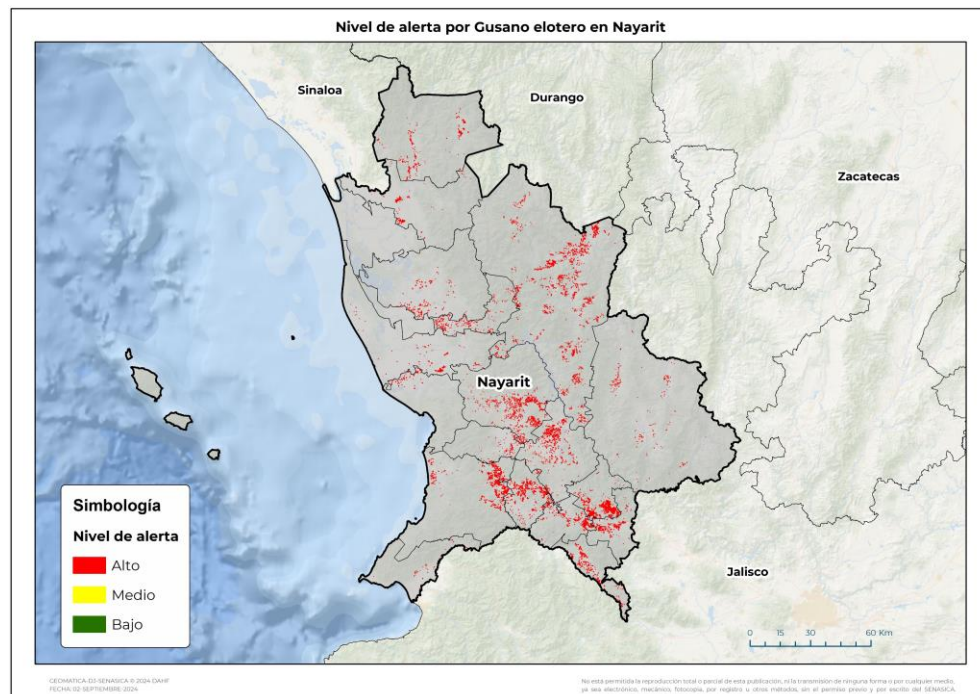 Nivel de alerta por Gusano elotero en Nayarit
Sinaloa
Durango
Zacatecas
Nayarit
Jalisco
Simbología
Nivel de alerta
Alto
Medio
Bajo
0 15 30 60 Km
GEOMATICA-DJ-SENASICA © 2024 DAHF
FECHA: 02-SEPTIEMBRE-2024
No está permitida la reproducción total o parcial de esta publicación, ni la transmisión de ninguna forma o por cualquier medio,
ya sea electrónico, mecánico, fotocopia, por registro u otros métodos, sin el permiso previo y por escrito del SENASICA.